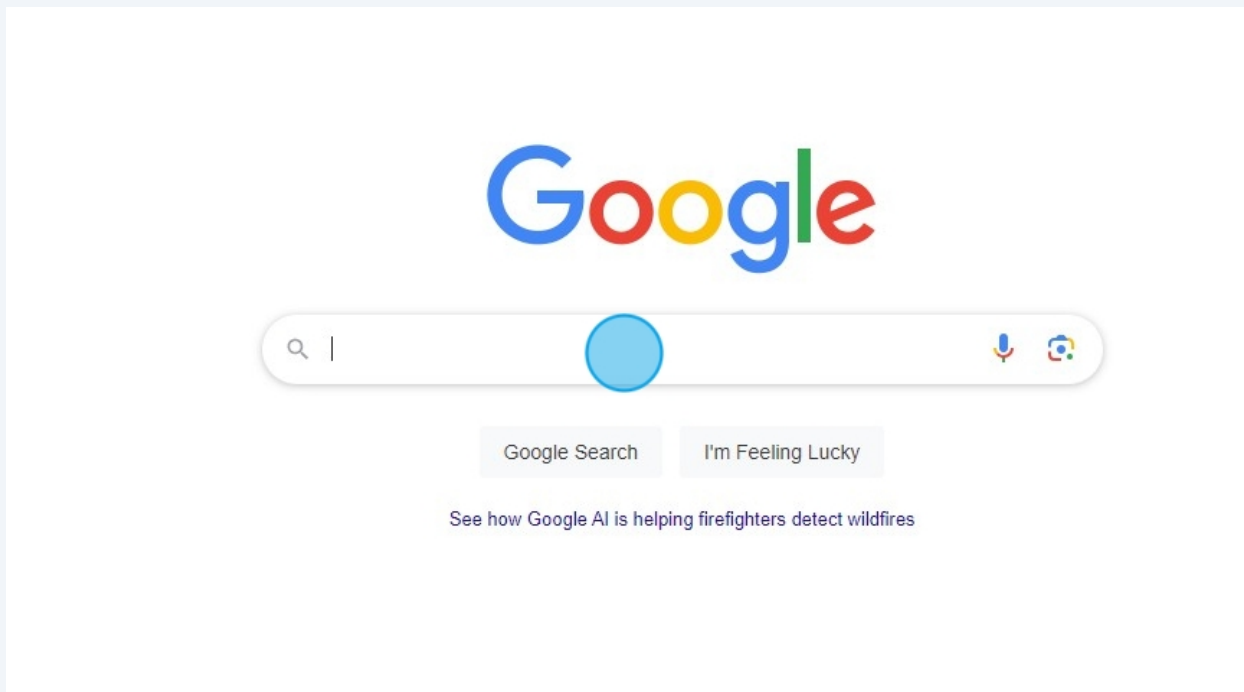 Google
Google Search
I'm Feeling Lucky
See how Google AI is helping firefighters detect wildfires